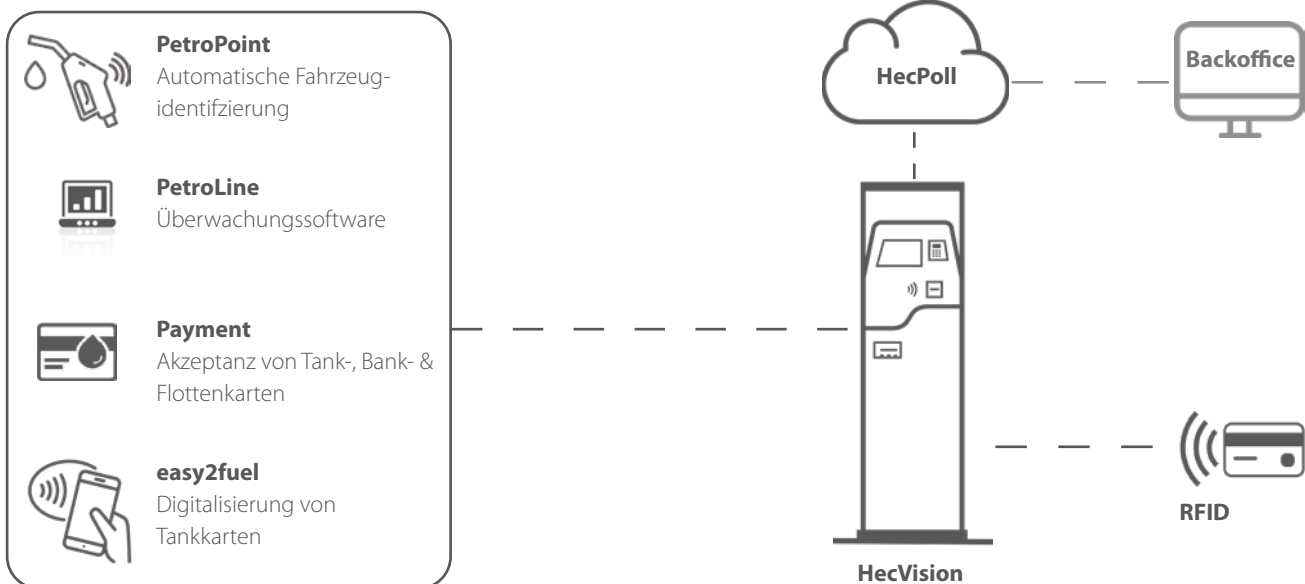 PetroPoint
Automatische Fahrzeug-
identifzierung
PetroLine
Überwachungssoftware
Payment
Akzeptanz von Tank-, Bank- &
Flottenkarten
easy2fuel
Digitalisierung von
Tankkarten
HecPoll
Backoffice
RFID
HecVision